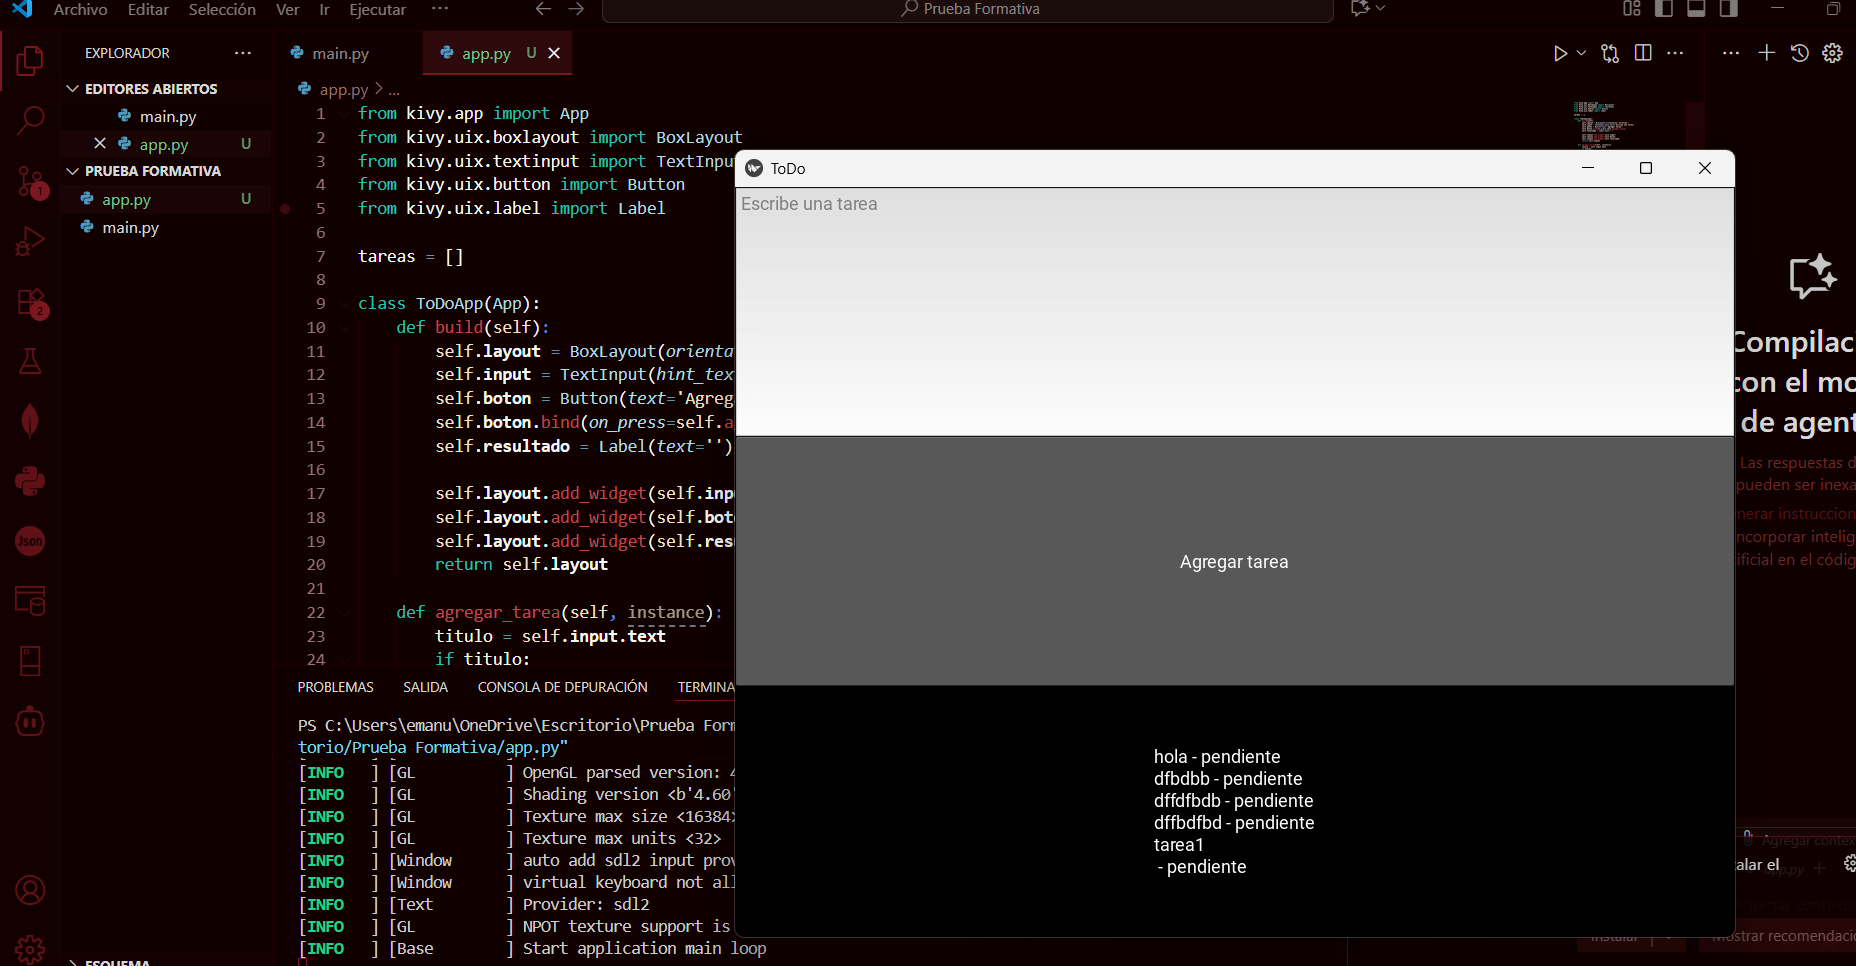 Archivo Editar Selección Ver Ir Ejecutar ··· Prueba Formativa
EXPLORADOR ···
EDITORES ABIERTOS
main.py
app.py U
PRUEBA FORMATIVA
app.py U
main.py
ESQUEMA
main.py app.py U
app.py > ...
1 from kivy.app import App
2 from kivy.uix.boxlayout import BoxLayout
3 from kivy.uix.textinput import TextInpu
4 from kivy.uix.button import Button
5 from kivy.uix.label import Label
6
7 tareas = []
8
9 class ToDoApp(App):
10 def build(self):
11 self.layout = BoxLayout(orienta
12 self.input = TextInput(hint_tex
13 self.boton = Button(text='Agreg
14 self.boton.bind(on_press=self.a
15 self.resultado = Label(text='')
16
17 self.layout.add_widget(self.inp
18 self.layout.add_widget(self.bot
19 self.layout.add_widget(self.res
20 return self.layout
21
22 def agregar_tarea(self, instance):
23 titulo = self.input.text
24 if titulo:
PROBLEMAS SALIDA CONSOLA DE DEPURACIÓN TERMINA
PS C:\Users\emanu\OneDrive\Escritorio\Prueba Form
torio/Prueba Formativa/app.py"
[INFO ] [GL ] OpenGL parsed version: 4
[INFO ] [GL ] Shading version <b'4.60
[INFO ] [GL ] Texture max size <16384>
[INFO ] [GL ] Texture max units <32>
[INFO ] [Window ] auto add sdl2 input prov
[INFO ] [Window ] virtual keyboard not all
[INFO ] [Text ] Provider: sdl2
[INFO ] [GL ] NPOT texture support is
[INFO ] [Base ] Start application main loop
ToDo
Escribe una tarea
Agregar tarea
hola - pendiente
dfbdbb - pendiente
dffdfbdb - pendiente
dffbdfbd - pendiente
tarea1
- pendiente
Compilaci
con el mo
de agent
Las respuestas d
pueden ser inexa
nerar instruccion
ncorporar intelig
ificial en el códig
Agregar contex
alar el
app.py
Instalar
Mostrar recomendacio
1
2
Json